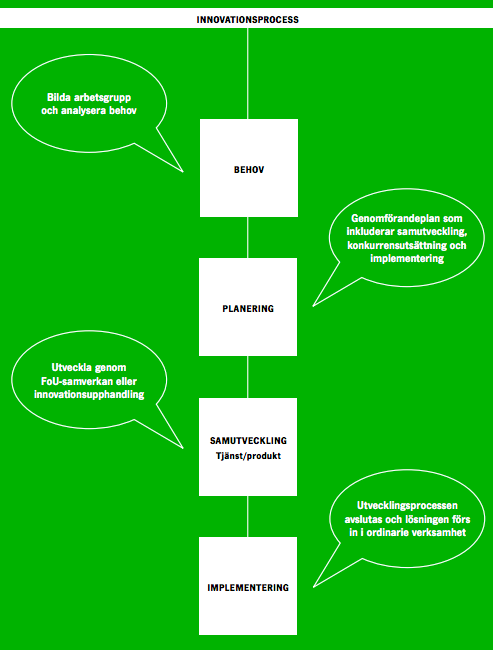 INNOVATIONSPROCESS
Bilda arbetsgrupp
och analysera behov
BEHOV
Genomförandeplan som
inkluderar samutveckling,
konkurrensutsättning och
implementering
PLANERING
Utveckla genom
FoU-samverkan eller
innovationsupphandling
SAMUTVECKLING
Tjänst/produkt
Utvecklingsprocessen
avslutas och lösningen förs
in i ordinarie verksamhet
IMPLEMENTERING